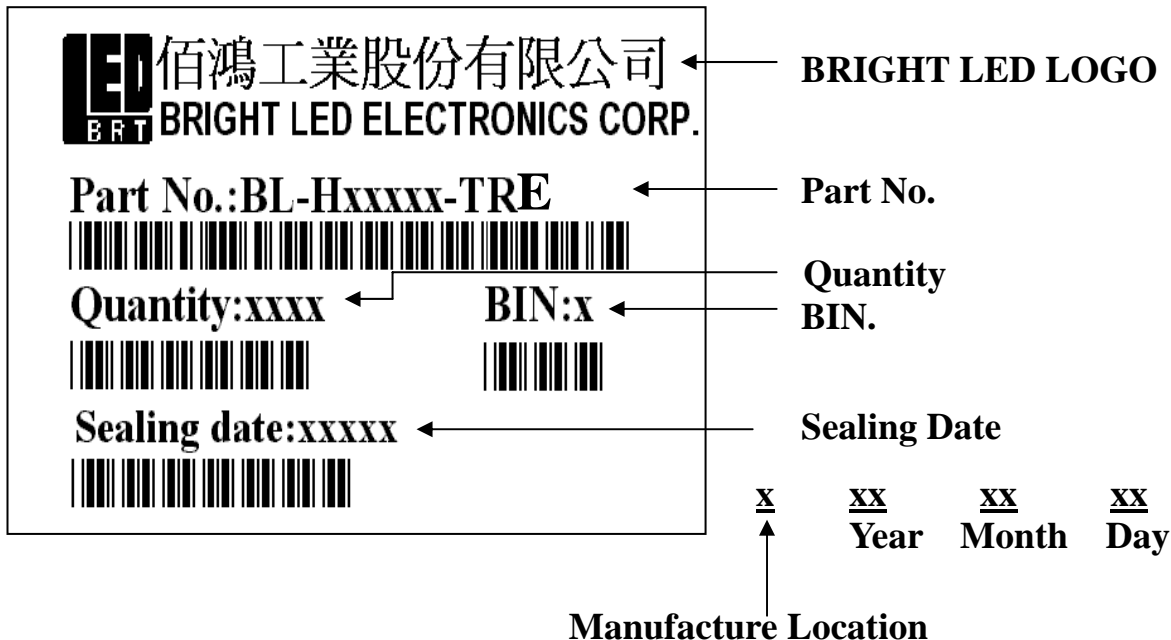 LED 佰鴻工業股份有限公司 BRIGHT LED LOGO
BRT BRIGHT LED ELECTRONICS CORP.
Part No.:BL-Hxxxxx-TRE Part No.
Quantity
Quantity:xxxx BIN:x BIN.
Sealing date:xxxxx Sealing Date
x xx xx xx
Year Month Day
Manufacture Location